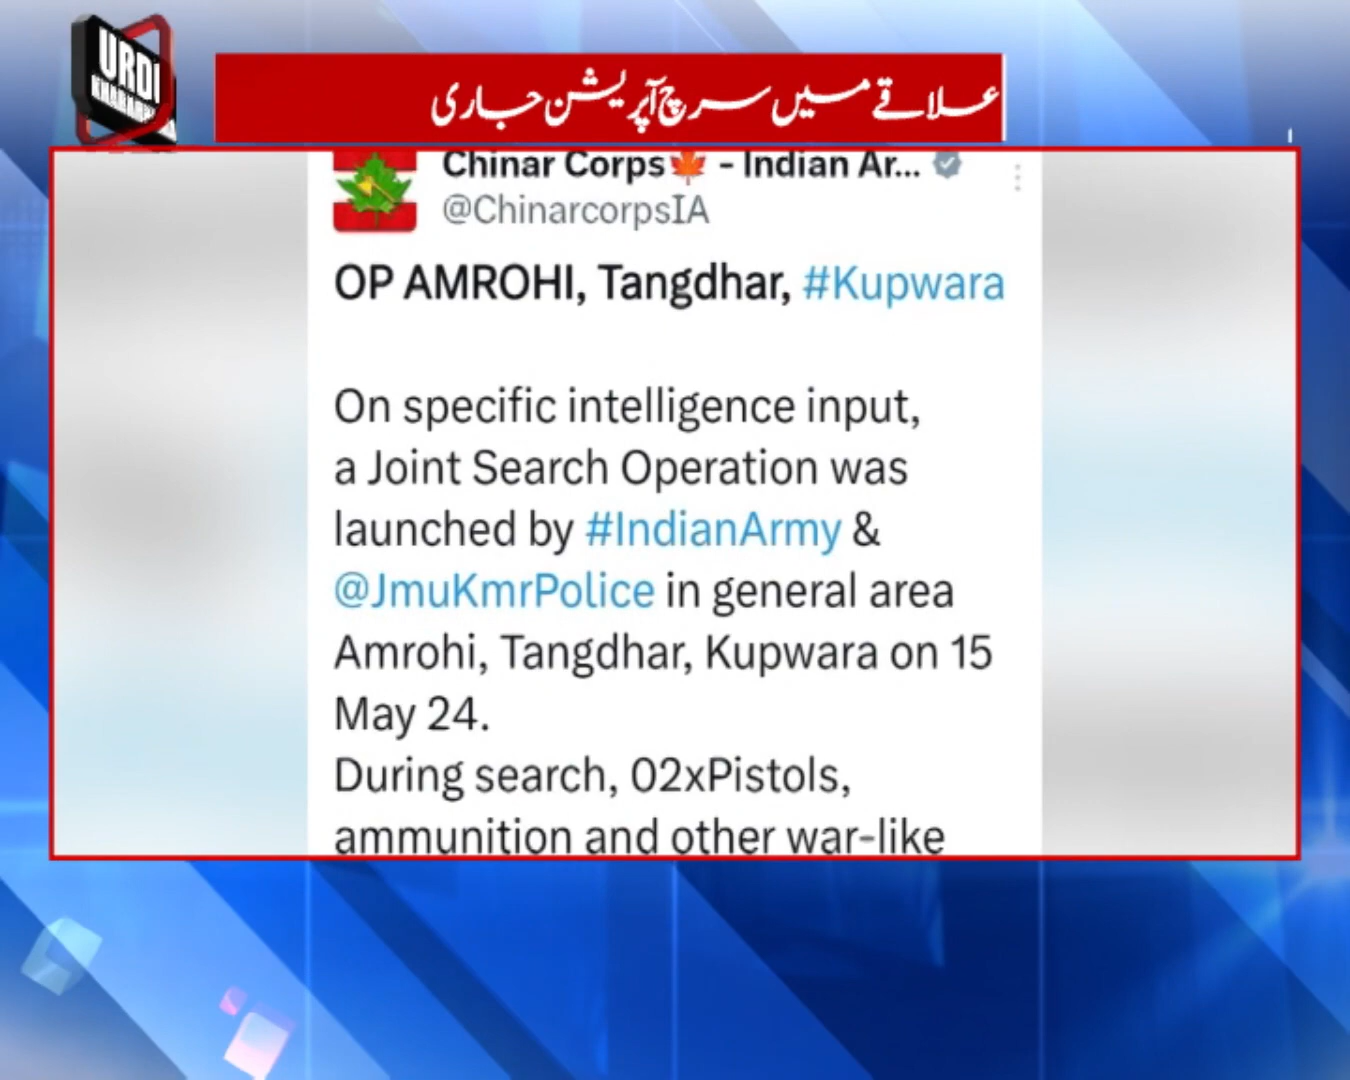 URDU
علاقے میں سرچ آپریشن جاری
Chinar Corps🍁 - Indian Ar...
@ChinarcorpsIA
OP AMROHI, Tangdhar, #Kupwara
On specific intelligence input,
a Joint Search Operation was
launched by #IndianArmy &
@JmuKmrPolice in general area
Amrohi, Tangdhar, Kupwara on 15
May 24.
During search, 02xPistols,
ammunition and other war-like